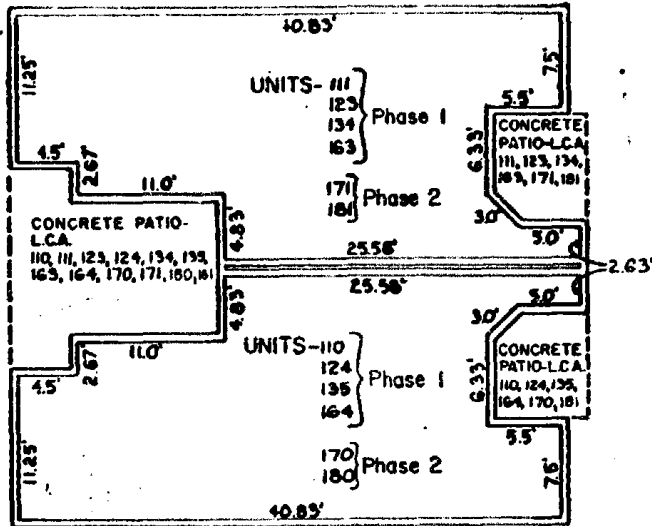 40.83'
11.25'
7.5'
UNITS- 111
123
134
163
Phase 1
171
181
Phase 2
5.5'
CONCRETE
PATIO-L.C.A.
111, 123, 134,
163, 171, 181
6.33'
3.0'
5.0'
4.5'
2.67'
11.0'
4.83'
CONCRETE PATIO-
L.C.A.
110, 111, 123, 124, 134, 135,
163, 164, 170, 171, 180, 181
25.58'
25.58'
2.63'
4.83'
11.0'
2.67'
4.5'
5.0'
3.0'
6.33'
UNITS-110
124
135
164
Phase 1
CONCRETE
PATIO-L.C.A.
110, 124, 135,
164, 170, 181
5.5'
170
180
Phase 2
11.25'
7.6'
40.83'